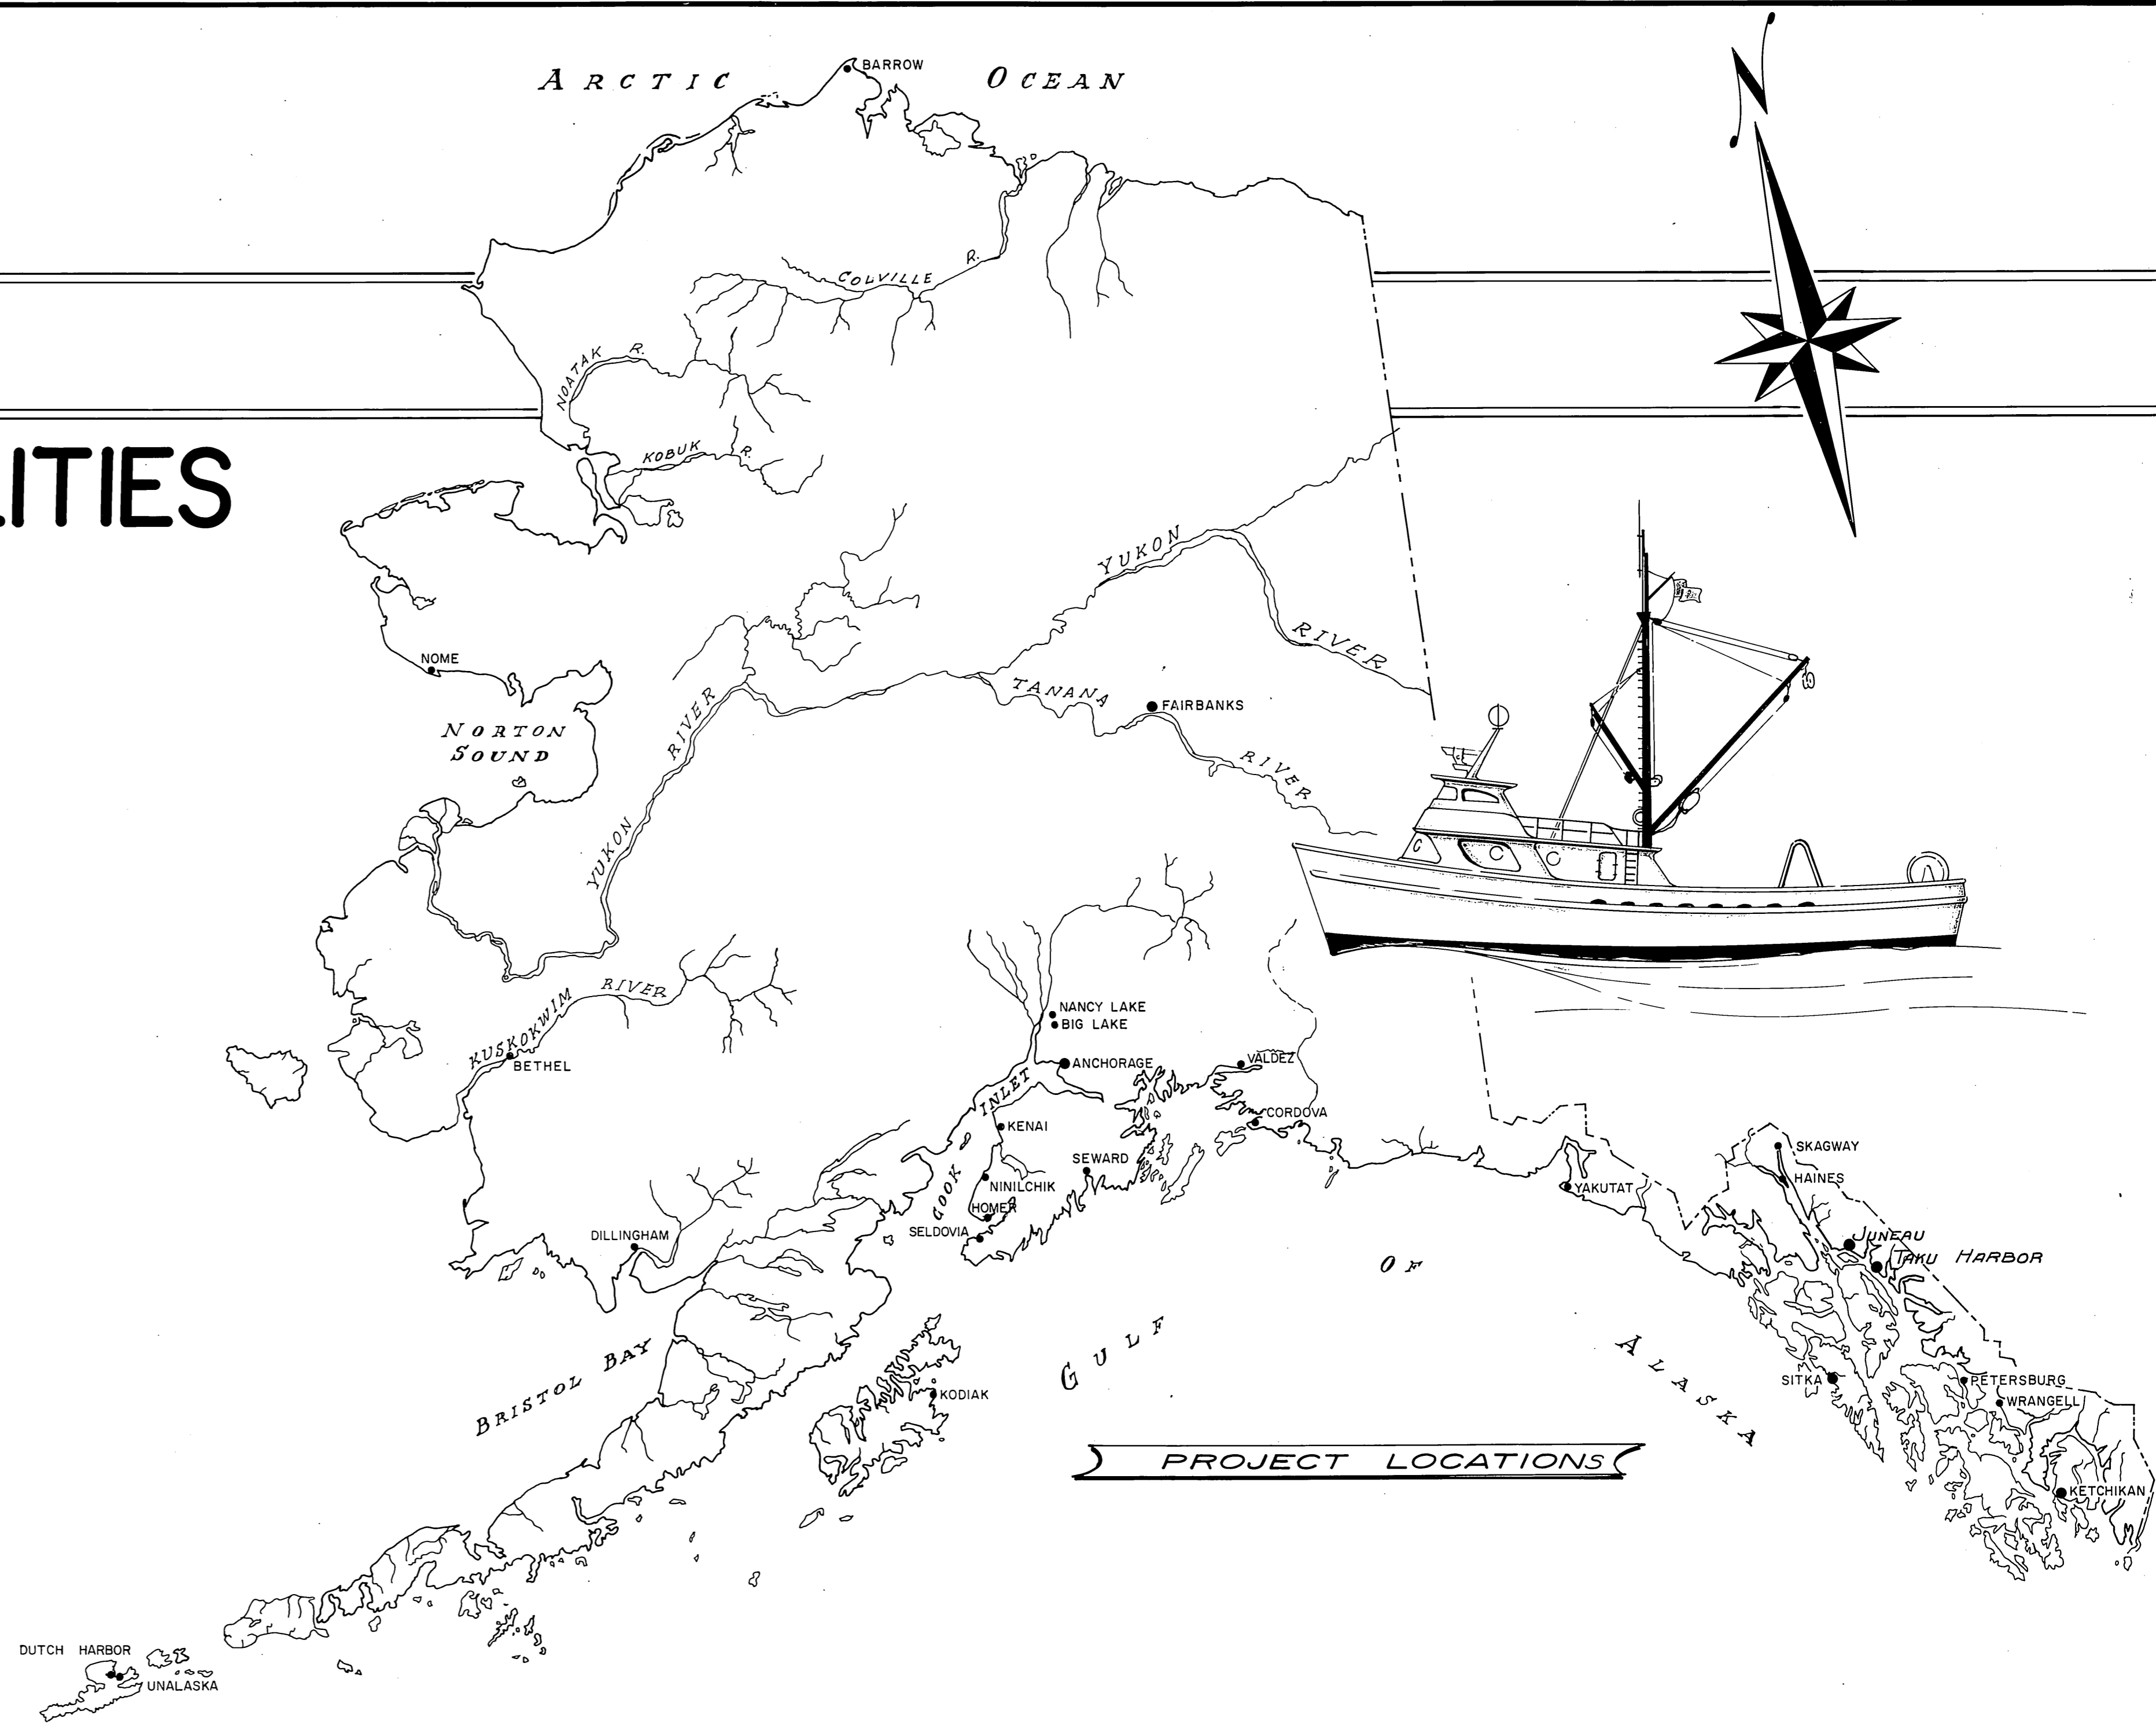 ARCTIC OCEAN
BARROW
N
COLVILLE R.
NOATAK R.
KOBUK R.
LITIES
YUKON RIVER
NOME
TANANA RIVER
FAIRBANKS
NORTON
SOUND
YUKON RIVER
KUSKOKWIM RIVER
BETHEL
NANCY LAKE
BIG LAKE
ANCHORAGE
VALDEZ
COOK INLET
KENAI
CORDOVA
SEWARD
NINILCHIK
HOMER
SELDOVIA
DILLINGHAM
YAKUTAT
SKAGWAY
HAINES
JUNEAU
TAKU HARBOR
GULF OF ALASKA
BRISTOL BAY
KODIAK
SITKA
PETERSBURG
WRANGELL
KETCHIKAN
PROJECT LOCATIONS
DUTCH HARBOR
UNALASKA